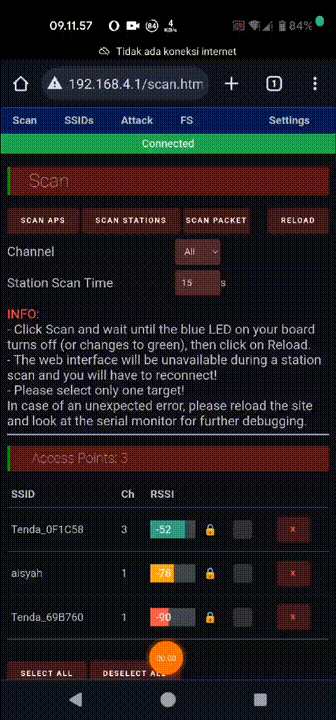 09.11.57 84 4 KB/s 84%
Tidak ada koneksi internet
192.168.4.1/scan.htm 1
Scan SSIDs Attack FS Settings
Connected
Scan
SCAN APS SCAN STATIONS SCAN PACKET RELOAD
Channel All
Station Scan Time 15 s
INFO:
- Click Scan and wait until the blue LED on your board
turns off (or changes to green), then click on Reload.
- The web interface will be unavailable during a station
scan and you will have to reconnect!
- Please select only one target!
In case of an unexpected error, please reload the site
and look at the serial monitor for further debugging.
Access Points: 3
SSID Ch RSSI
Tenda_0F1C58 3 -52 X
aisyah 1 -78 X
Tenda_69B760 1 -90 X
00:03
SELECT ALL DESELECT ALL